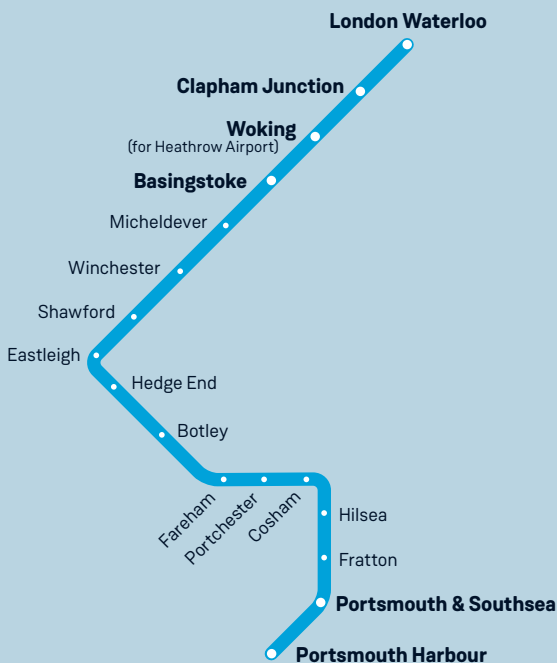 London Waterloo
Clapham Junction
Woking
(for Heathrow Airport)
Basingstoke
Micheldever
Winchester
Shawford
Eastleigh
Hedge End
Botley
Fareham
Portchester
Cosham
Hilsea
Fratton
Portsmouth & Southsea
Portsmouth Harbour